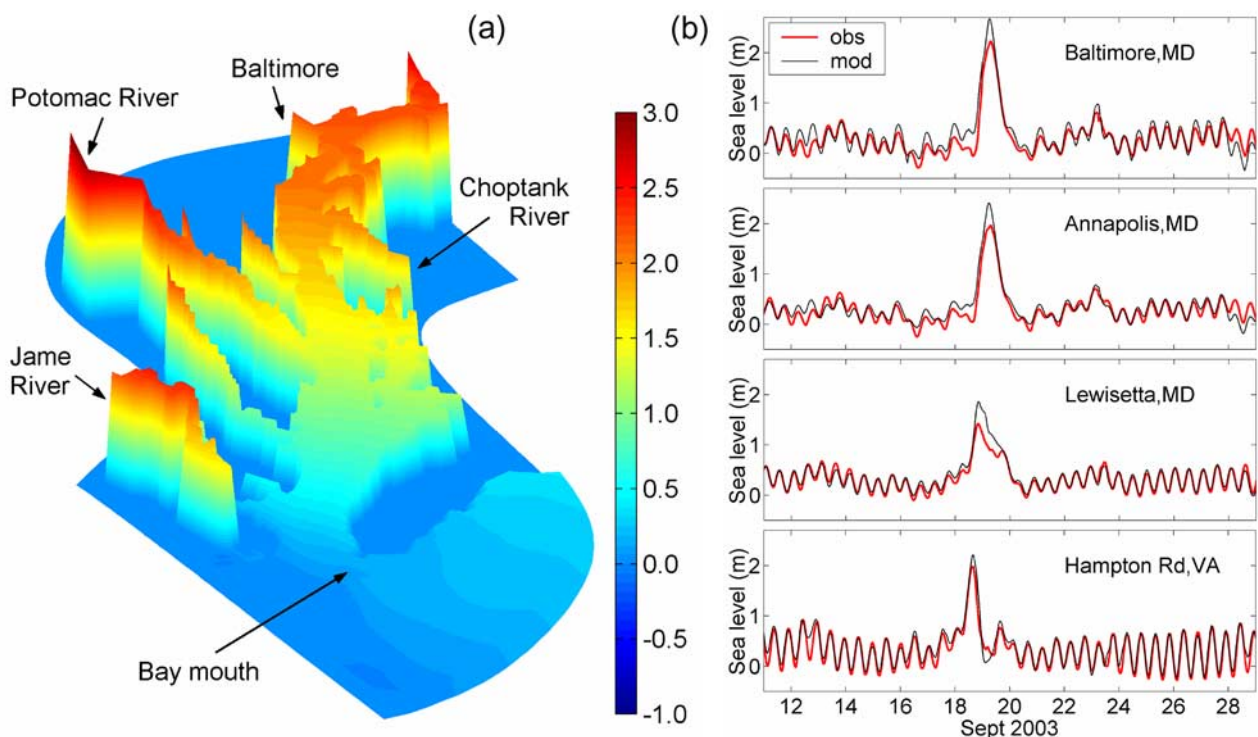 (a)
Baltimore
Potomac River
Choptank
River
Jame
River
Bay mouth
3.0
2.5
2.0
1.5
1.0
0.5
0.0
-0.5
-1.0
(b)
obs
mod
Baltimore,MD
Sea level (m)
2
1
0
Annapolis,MD
Sea level (m)
2
1
0
Lewisetta,MD
Sea level (m)
2
1
0
Hampton Rd,VA
Sea level (m)
2
1
0
12 14 16 18 20 22 24 26 28
Sept 2003